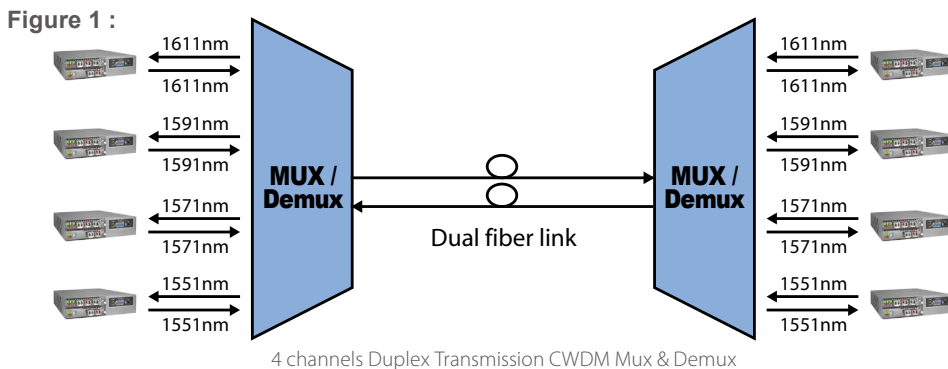 Figure 1 :
1611nm
1611nm
1591nm
1591nm
1571nm
1571nm
1551nm
1551nm
MUX /
Demux
Dual fiber link
MUX /
Demux
1611nm
1611nm
1591nm
1591nm
1571nm
1571nm
1551nm
1551nm
4 channels Duplex Transmission CWDM Mux & Demux